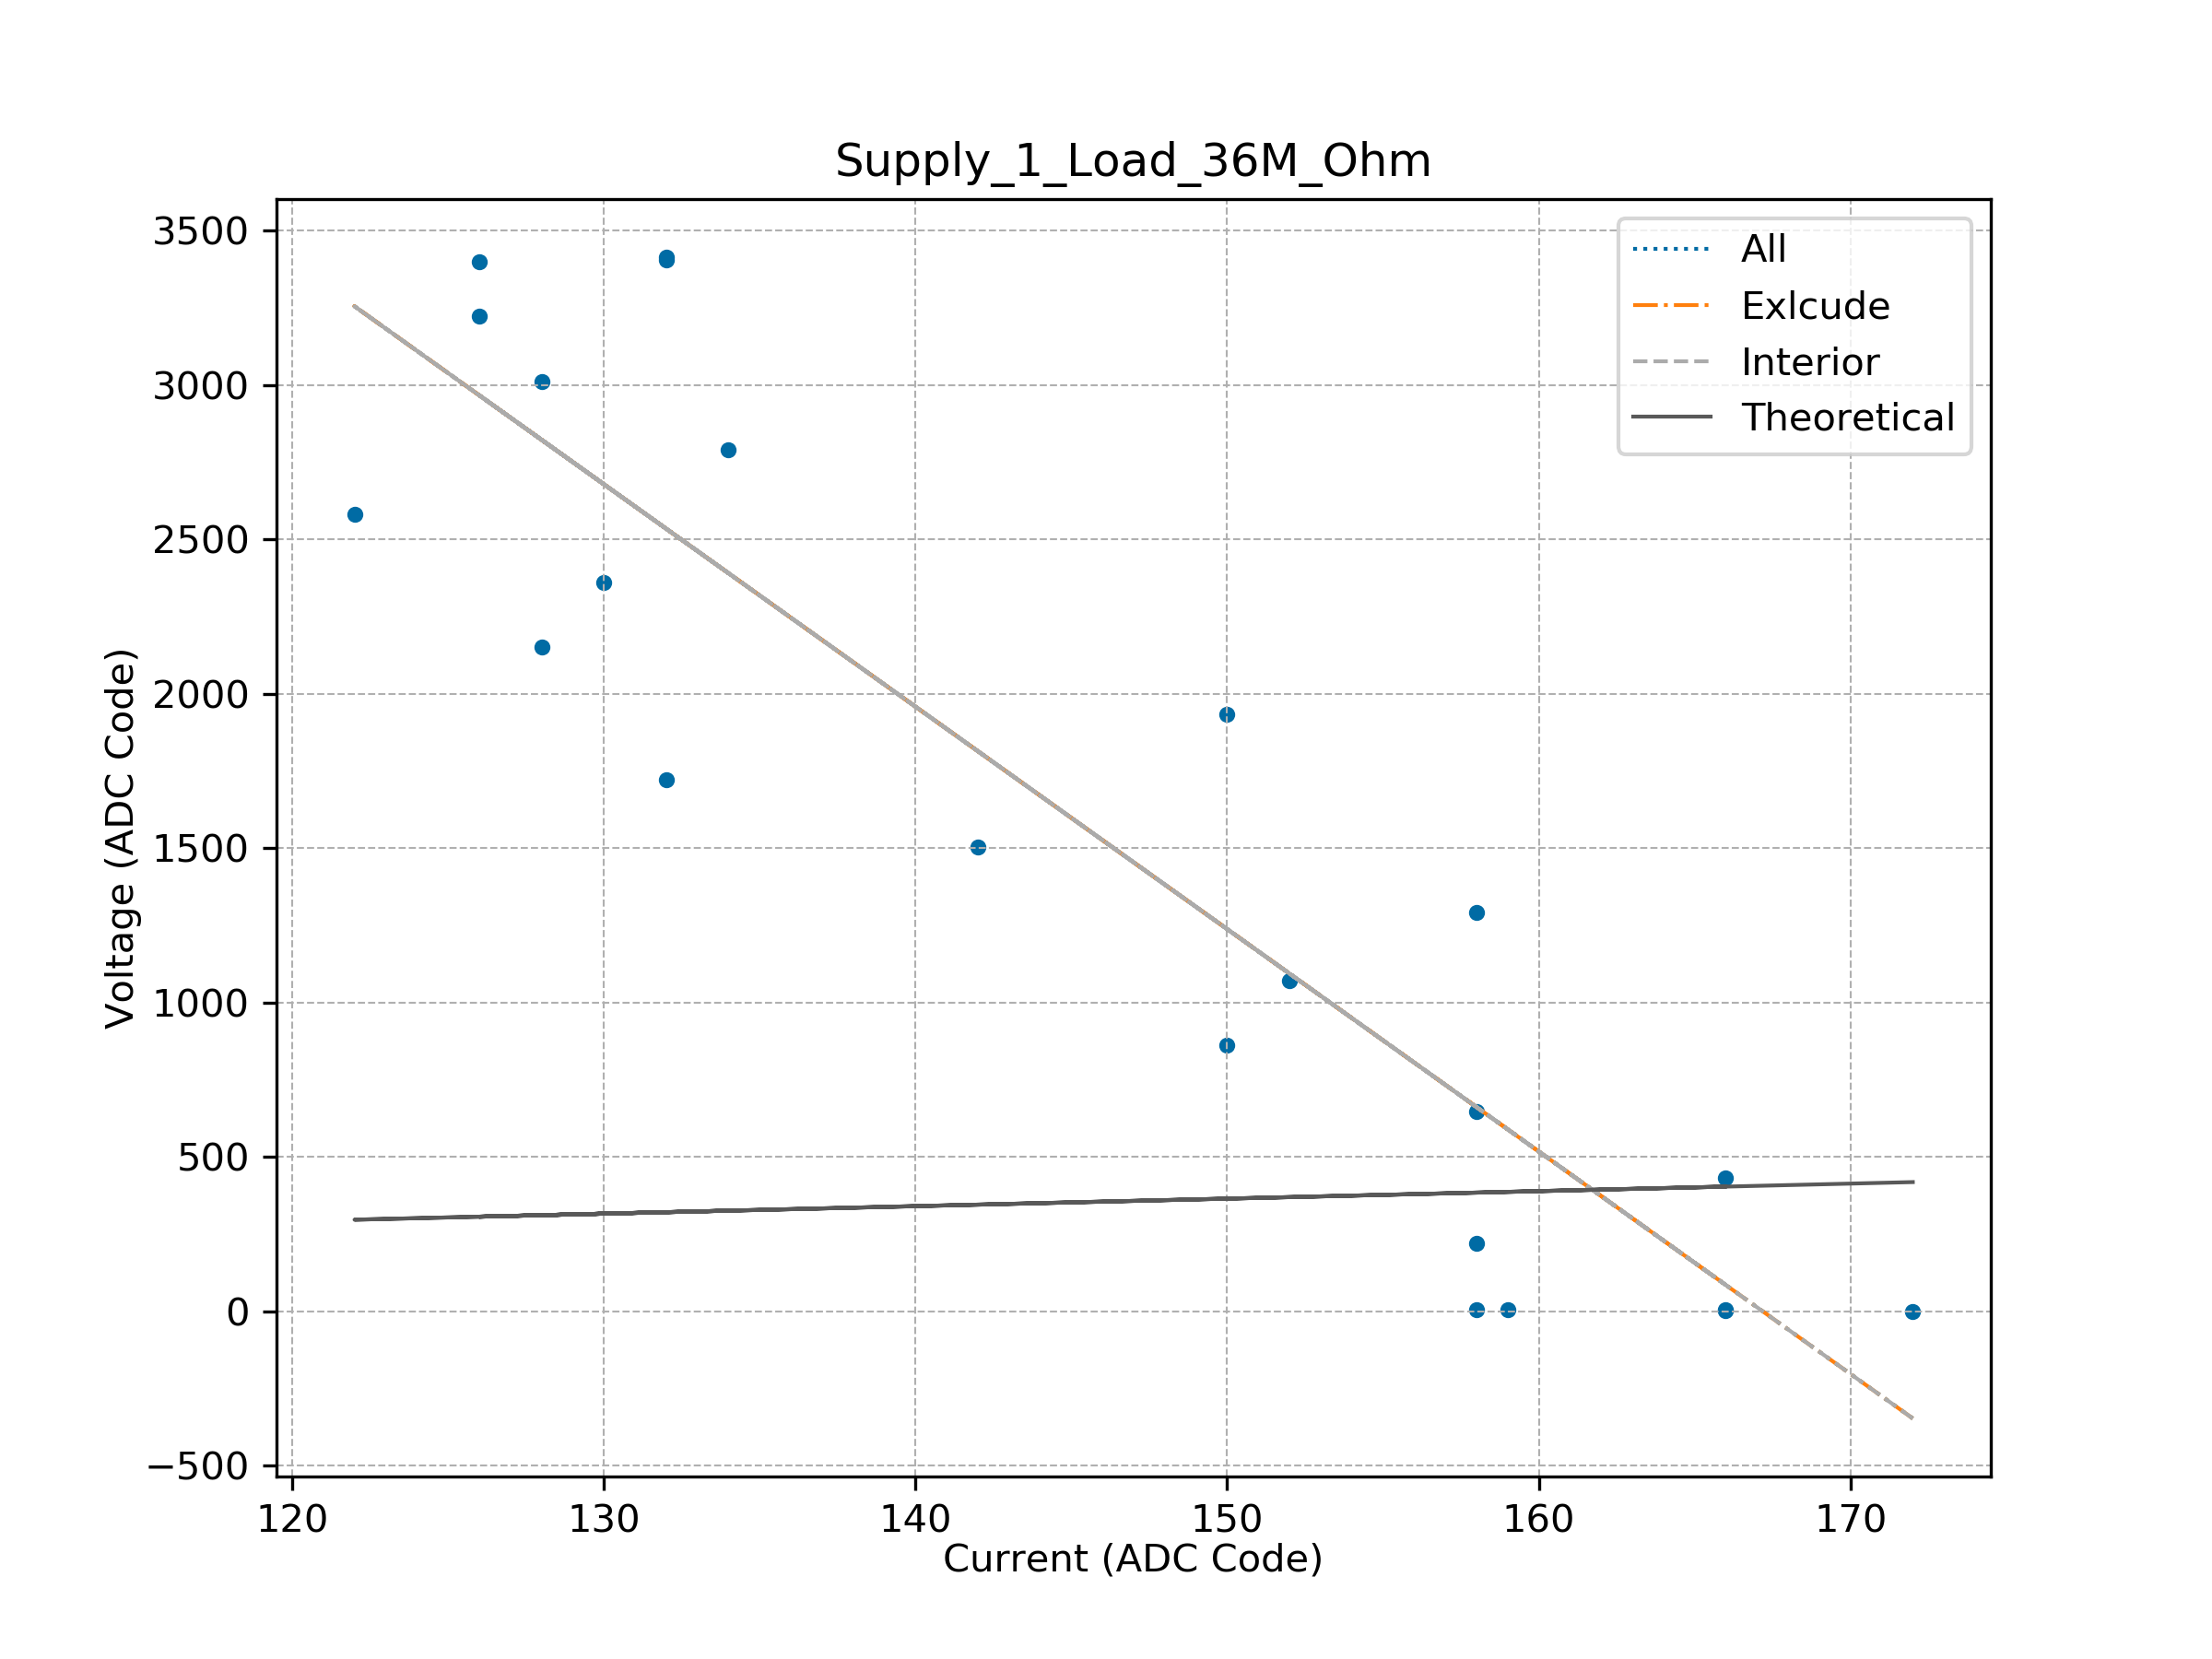 Supply_1_Load_36M_Ohm
3500
3000
2500
2000
1500
1000
500
0
−500
Voltage (ADC Code)
All
Exlcude
Interior
Theoretical
120 130 140 150 160 170
Current (ADC Code)